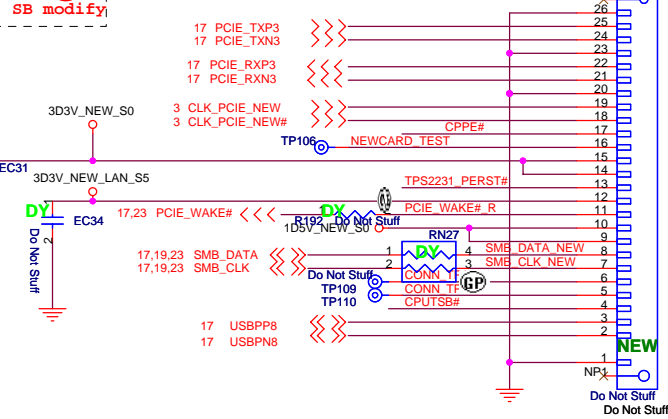 SB modify
26
17 PCIE_TXP3
25
17 PCIE_TXN3
24
23
17 PCIE_RXP3
22
17 PCIE_RXN3
21
20
3D3V_NEW_S0
3 CLK_PCIE_NEW
19
3 CLK_PCIE_NEW#
18
CPPE#
17
TP106
NEWCARD_TEST
16
EC31
15
14
3D3V_NEW_LAN_S5
TPS2231_PERST#
13
12
DY
EC34
2
Do Not Stuff
17,23 PCIE_WAKE#
DY
R192
Do Not Stuff
PCIE_WAKE#_R
11
1D5V_NEW_S0
10
RN27
9
17,19,23 SMB_DATA
1
DY
4
SMB_DATA_NEW
8
17,19,23 SMB_CLK
2
3
SMB_CLK_NEW
7
Do Not Stuff
CONN_TF
GP
6
TP109
CONN_TF
5
TP110
CPUTSB#
4
17 USBPP8
3
17 USBPN8
2
NEW
1
NP1
Do Not Stuff
Do Not Stuff